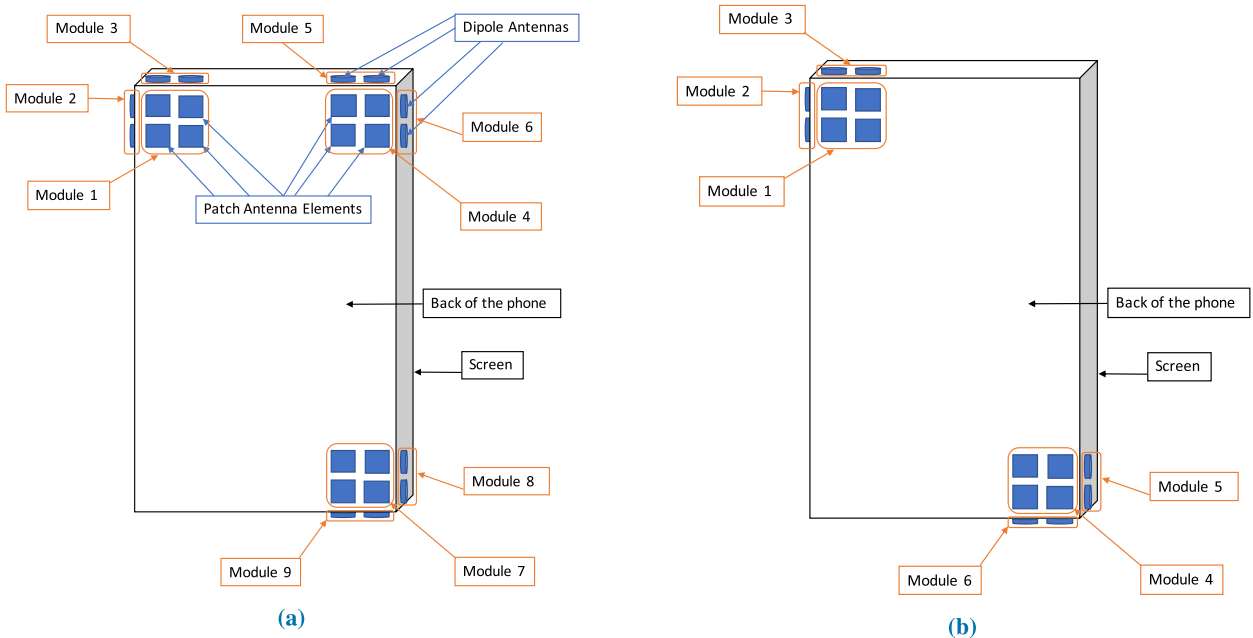 Module 3
Module 5
Dipole Antennas
Module 2
Module 6
Module 1
Patch Antenna Elements
Module 4
Back of the phone
Screen
Module 8
Module 9
Module 7
(a)
Module 3
Module 2
Module 1
Back of the phone
Screen
Module 5
Module 6
Module 4
(b)